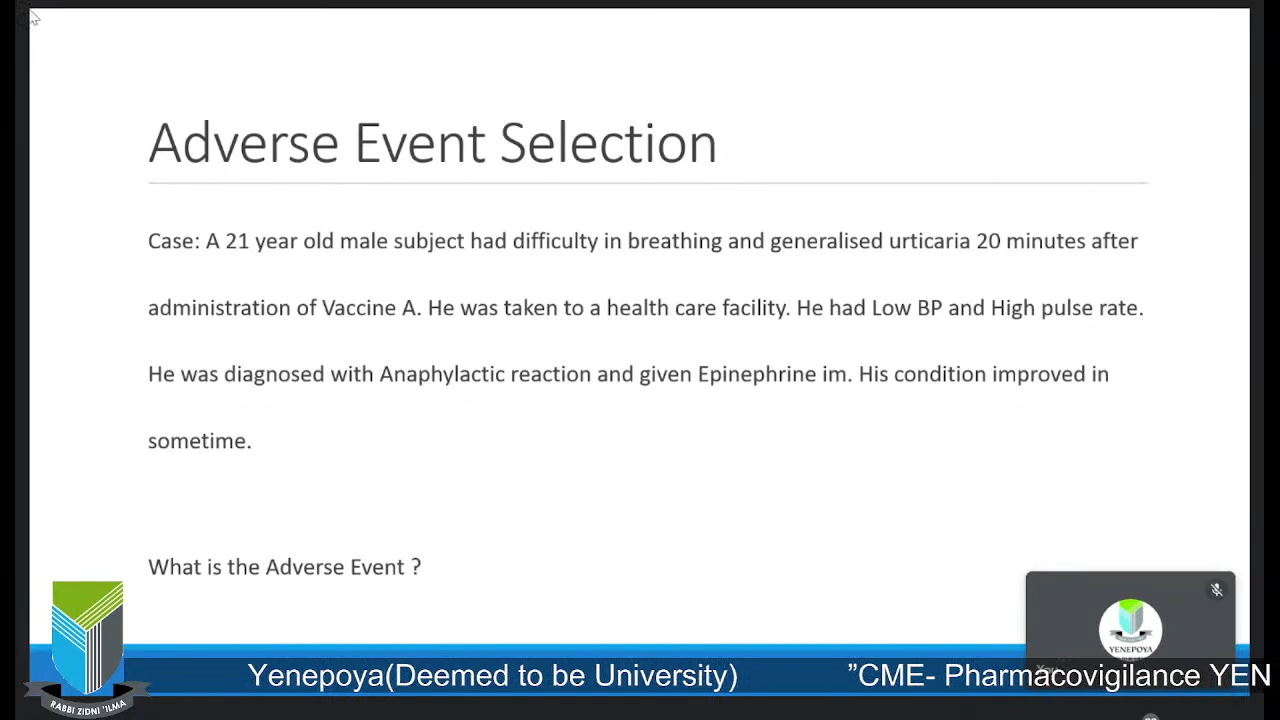 Adverse Event Selection
Case: A 21 year old male subject had difficulty in breathing and generalised urticaria 20 minutes after
administration of Vaccine A. He was taken to a health care facility. He had Low BP and High pulse rate.
He was diagnosed with Anaphylactic reaction and given Epinephrine im. His condition improved in
sometime.
What is the Adverse Event ?
YENEPOYA
Yenepoya(Deemed to be University) ”CME- Pharmacovigilance YEN
RABBI ZIDNI 'ILMA